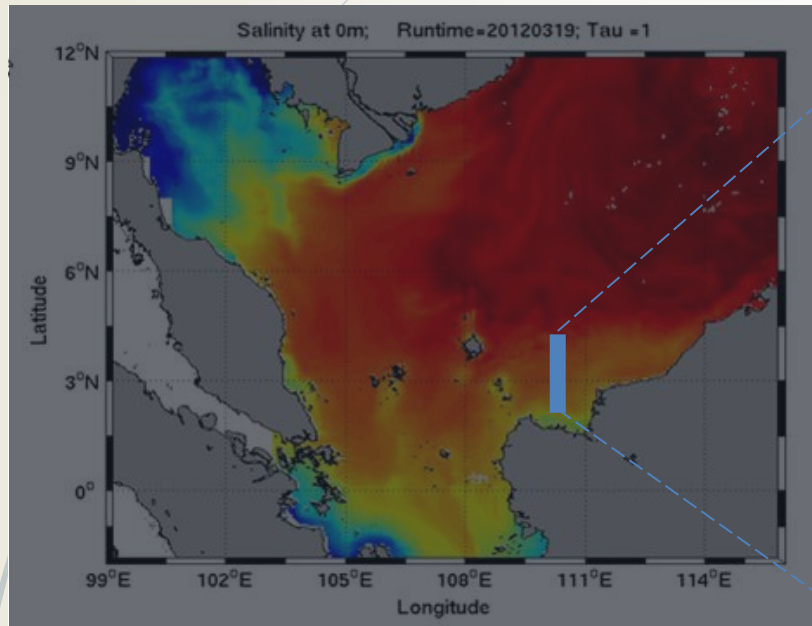 Salinity at 0m; Runtime=20120319; Tau =1
12°N
9°N
6°N
3°N
0°
Latitude
99°E 102°E 105°E 108°E 111°E 114°E
Longitude